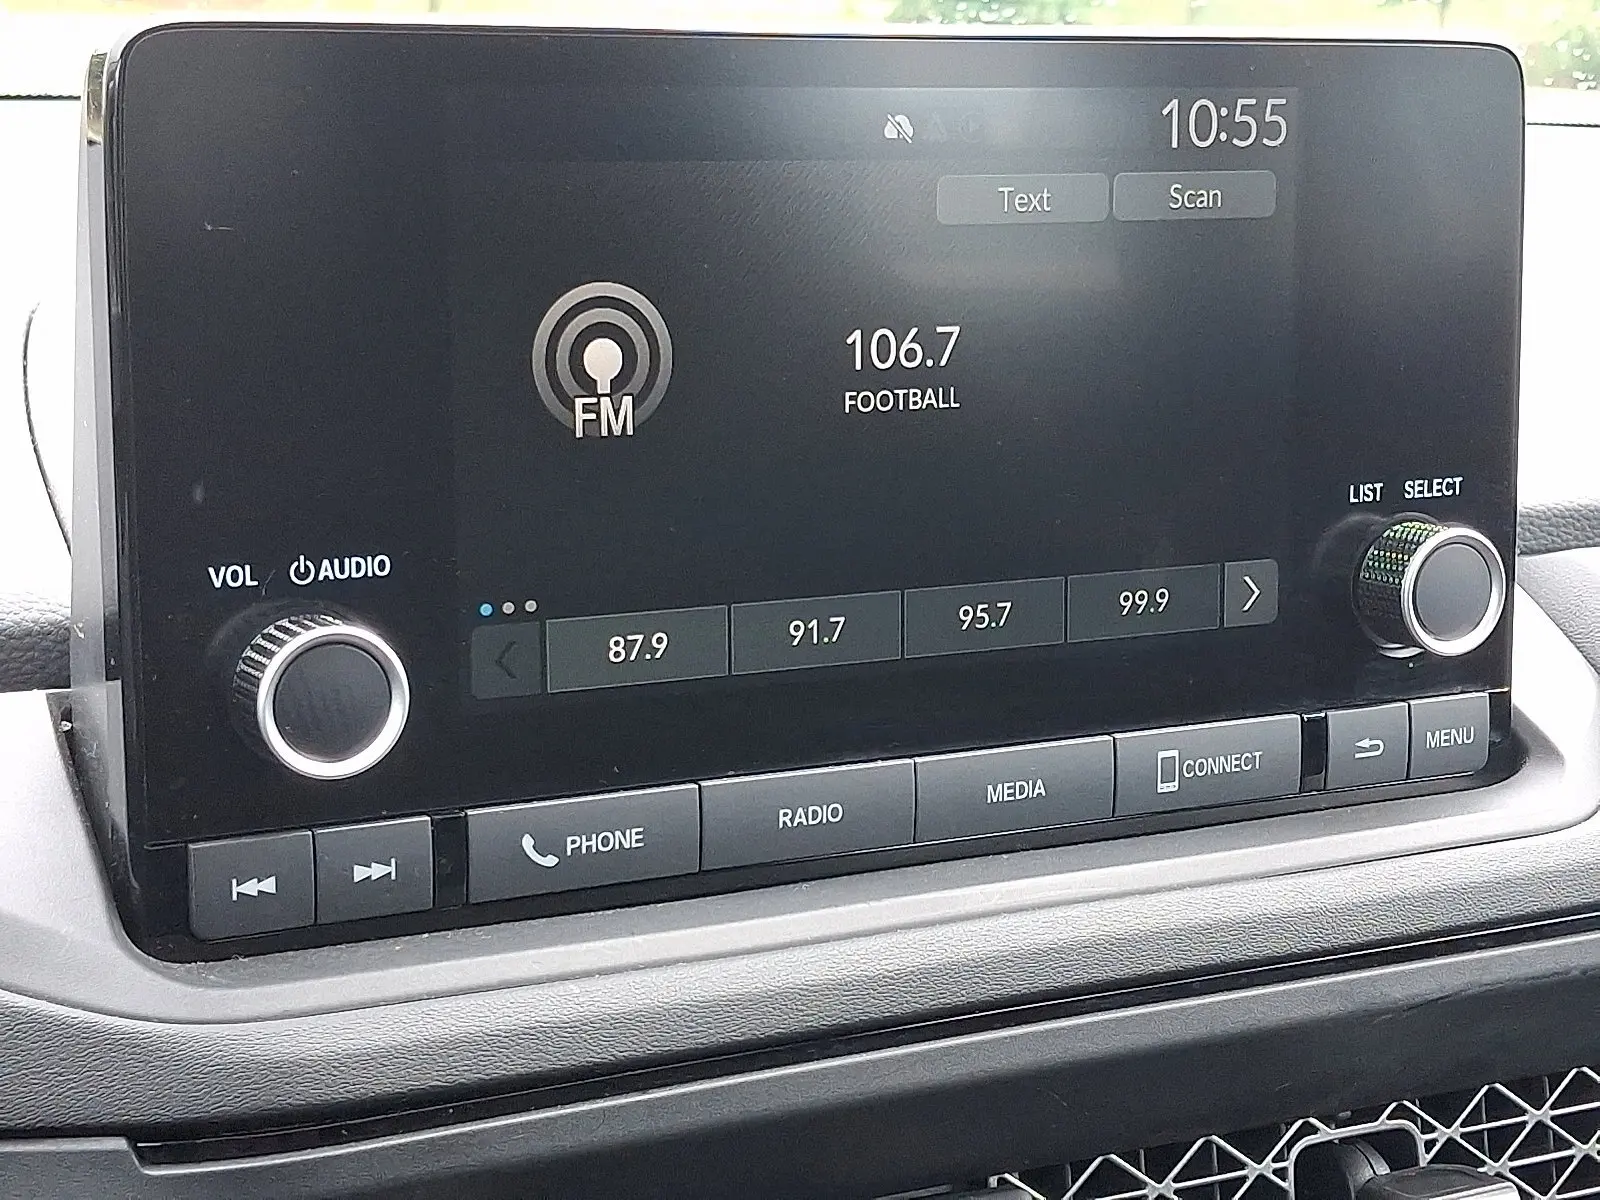 10:55
Text Scan
106.7
FOOTBALL
FM
LIST SELECT
VOL AUDIO
87.9 91.7 95.7 99.9
PHONE RADIO MEDIA CONNECT MENU